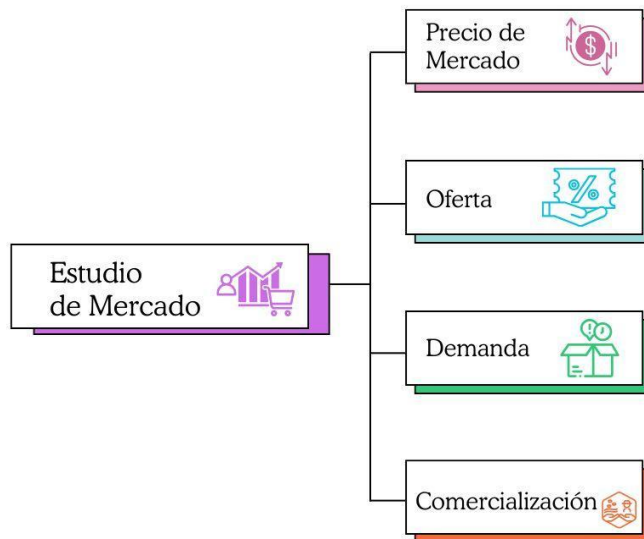 Precio de
Mercado
$
Oferta
%
Estudio
de Mercado
Demanda
Comercialización